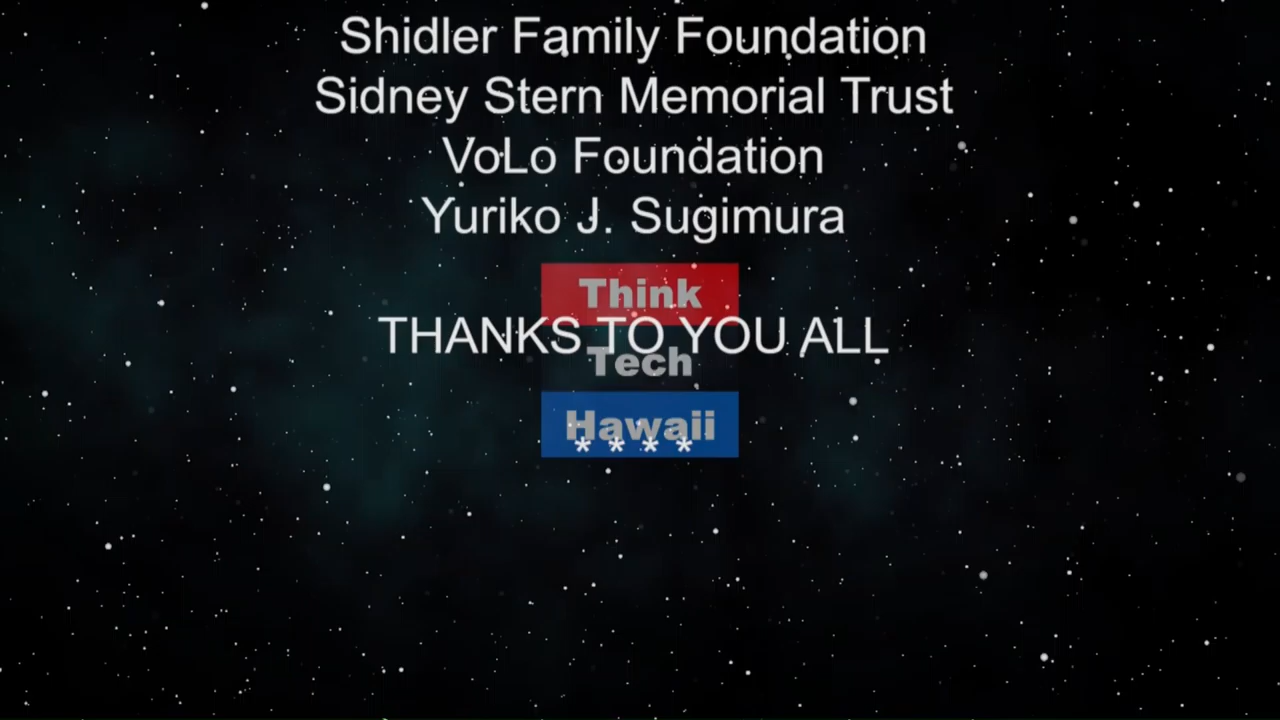 Shidler Family Foundation
Sidney Stern Memorial Trust
VoLo Foundation
Yuriko J. Sugimura
Think
THANKS TO YOU ALL
Tech
Hawaii
* * * *